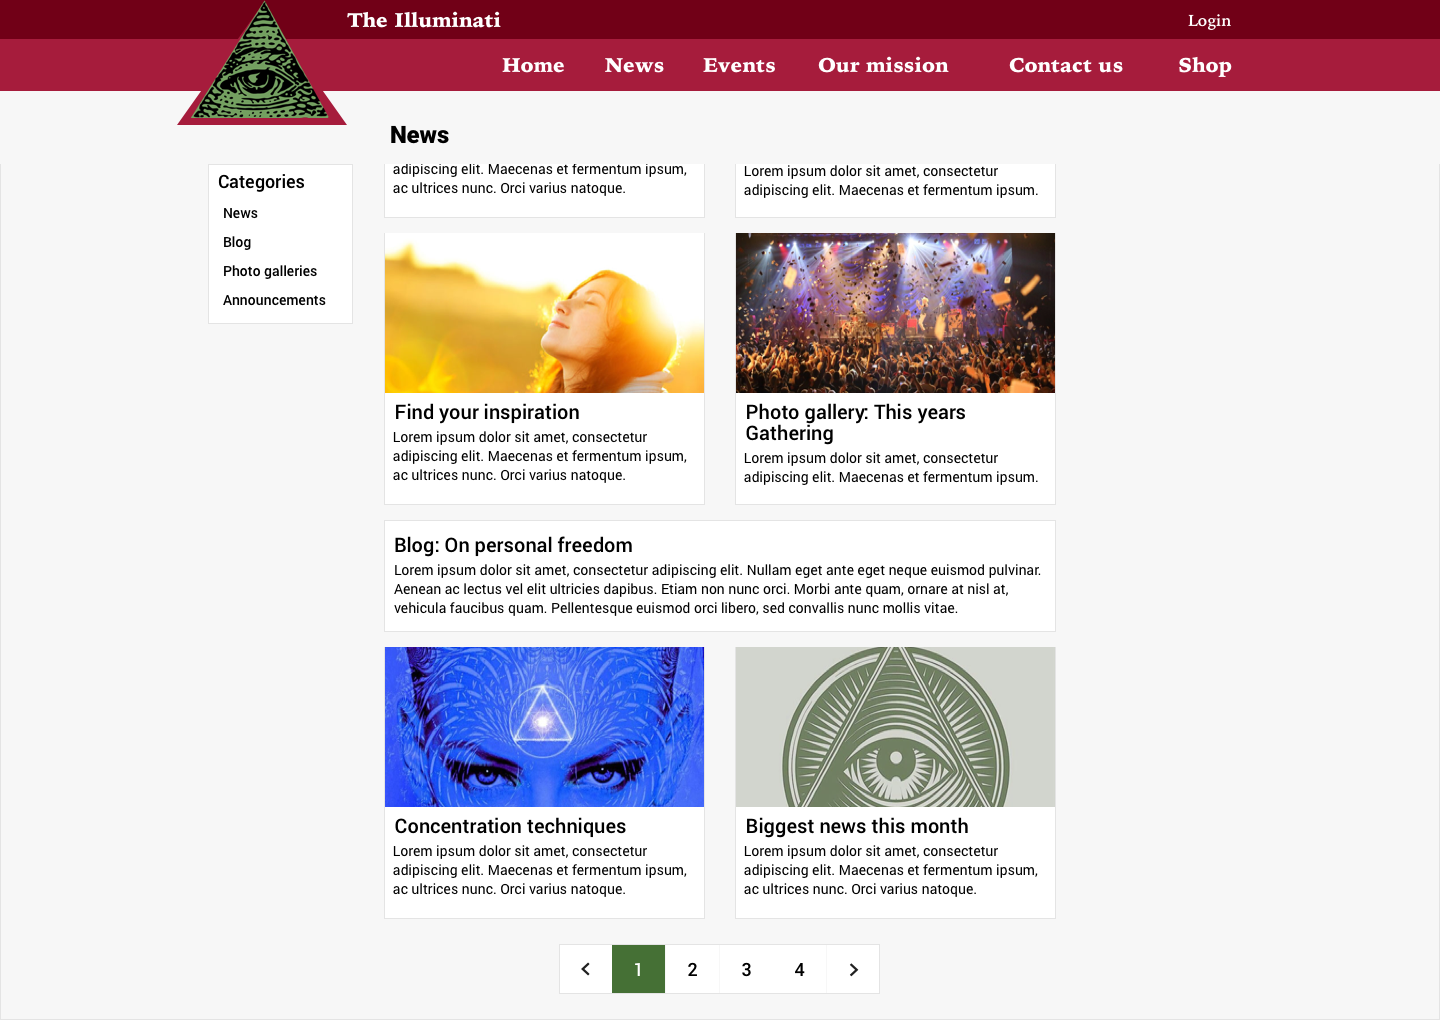 The Illuminati
Login
Home News Events Our mission Contact us Shop
News
Categories
News
Blog
Photo galleries
Announcements
adipiscing elit. Maecenas et fermentum ipsum,
ac ultrices nunc. Orci varius natoque.
Lorem ipsum dolor sit amet, consectetur
adipiscing elit. Maecenas et fermentum ipsum.
Find your inspiration
Lorem ipsum dolor sit amet, consectetur
adipiscing elit. Maecenas et fermentum ipsum,
ac ultrices nunc. Orci varius natoque.
Photo gallery: This years
Gathering
Lorem ipsum dolor sit amet, consectetur
adipiscing elit. Maecenas et fermentum ipsum.
Blog: On personal freedom
Lorem ipsum dolor sit amet, consectetur adipiscing elit. Nullam eget ante eget neque euismod pulvinar.
Aenean ac lectus vel elit ultricies dapibus. Etiam non nunc orci. Morbi ante quam, ornare at nisl at,
vehicula faucibus quam. Pellentesque euismod orci libero, sed convallis nunc mollis vitae.
Concentration techniques
Lorem ipsum dolor sit amet, consectetur
adipiscing elit. Maecenas et fermentum ipsum,
ac ultrices nunc. Orci varius natoque.
Biggest news this month
Lorem ipsum dolor sit amet, consectetur
adipiscing elit. Maecenas et fermentum ipsum,
ac ultrices nunc. Orci varius natoque.
< 1 2 3 4 >